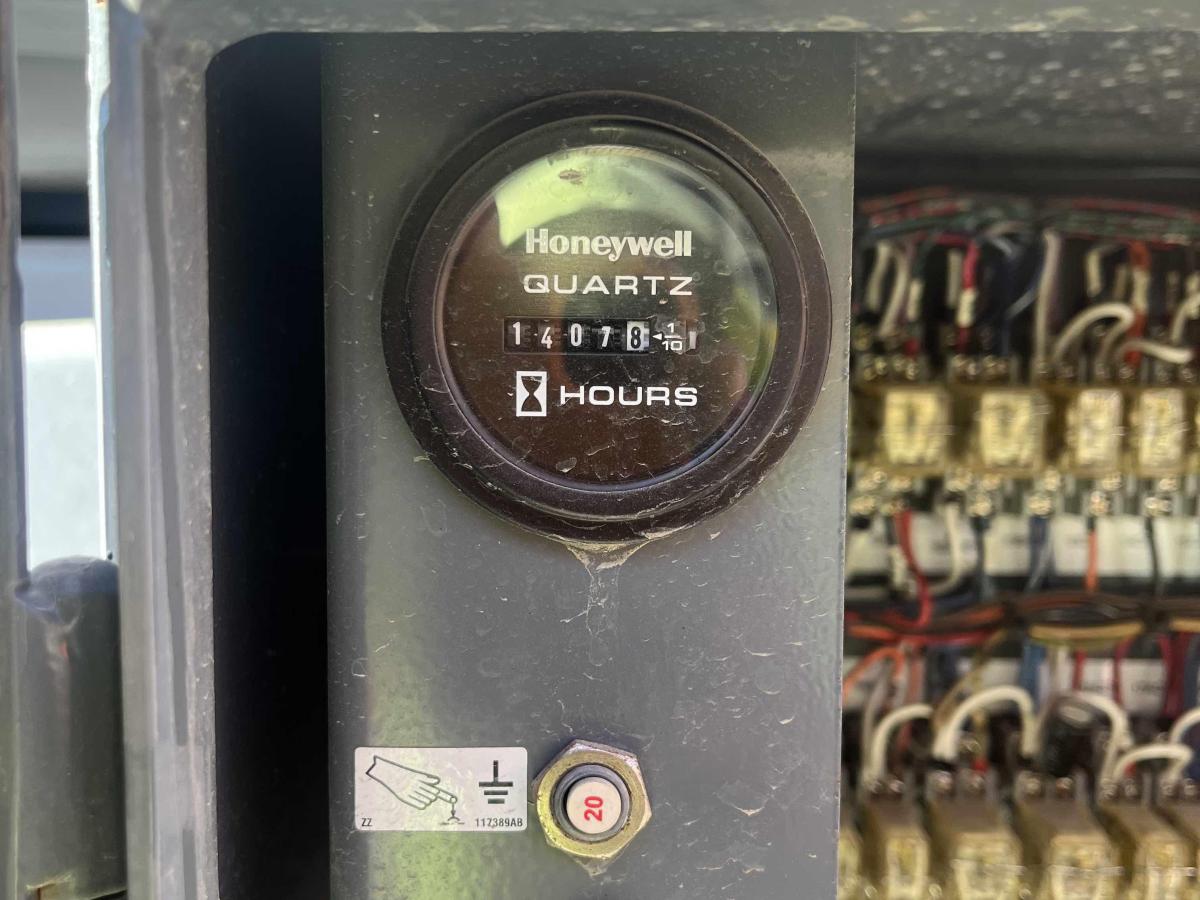 Honeywell
QUARTZ
14078 1/10
HOURS
ZZ 117389AB
20